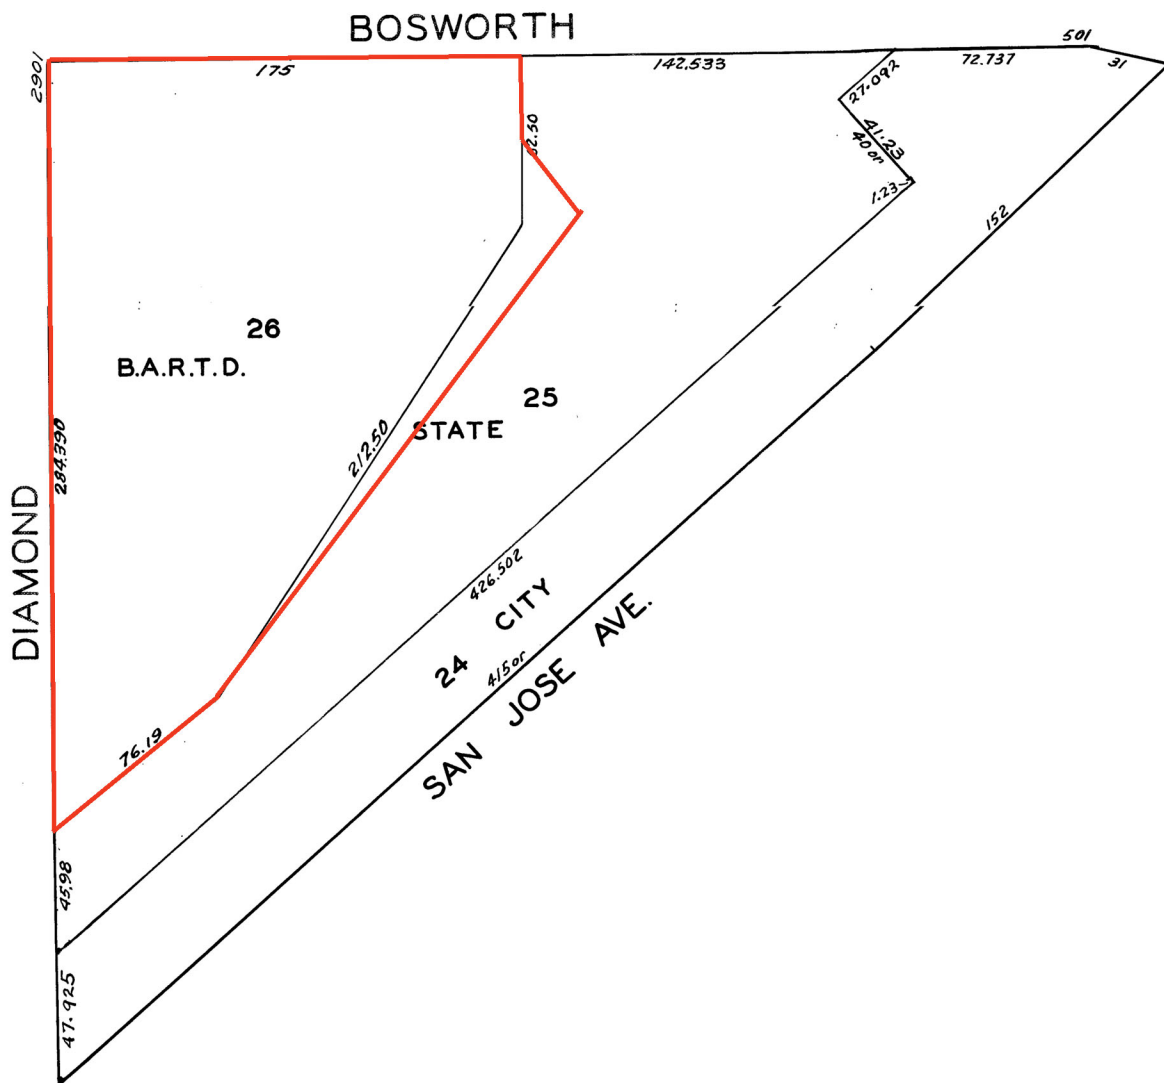 BOSWORTH
501
2901
175
142.533
72.737
31
27.092
62.50
41.23
40 or
1.23
152
26
B.A.R.T.D.
25
STATE
212.50
284.390
DIAMOND
426.502
CITY
24
415 or
SAN JOSE AVE.
76.19
45.98
47.925